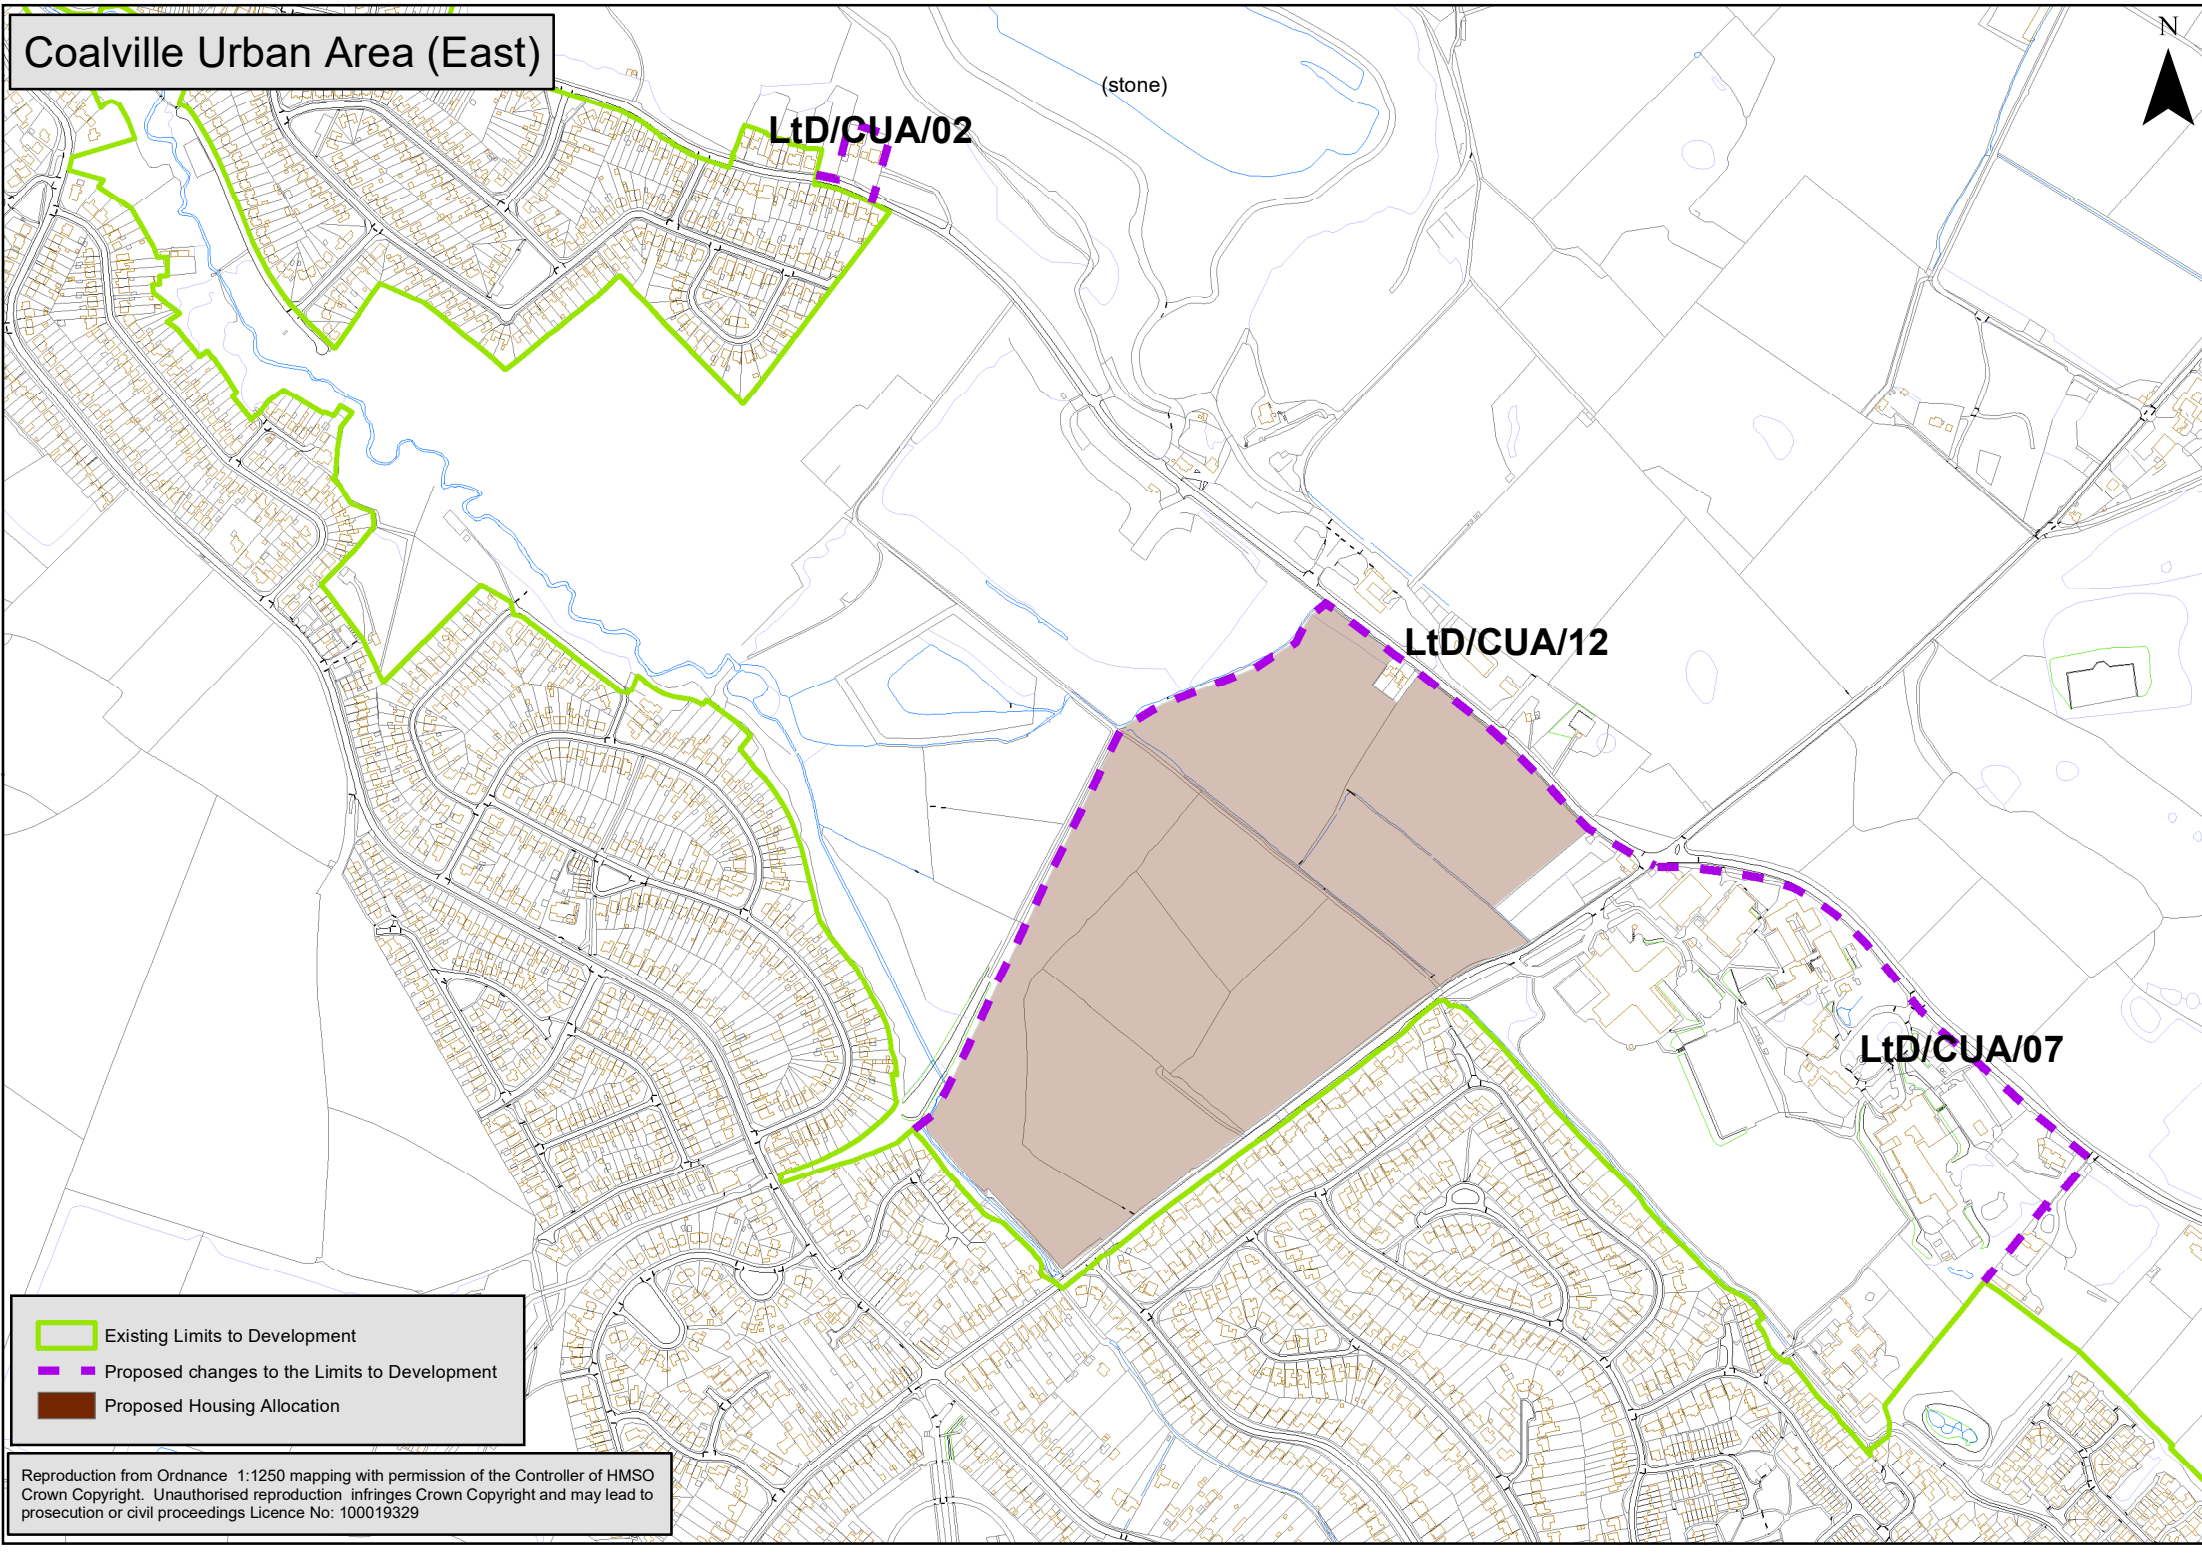 Coalville Urban Area (East)
N
(stone)
LtD/CUA/02
LtD/CUA/12
LtD/CUA/07
Existing Limits to Development
Proposed changes to the Limits to Development
Proposed Housing Allocation
Reproduction from Ordnance 1:1250 mapping with permission of the Controller of HMSO
Crown Copyright. Unauthorised reproduction infringes Crown Copyright and may lead to
prosecution or civil proceedings Licence No: 100019329